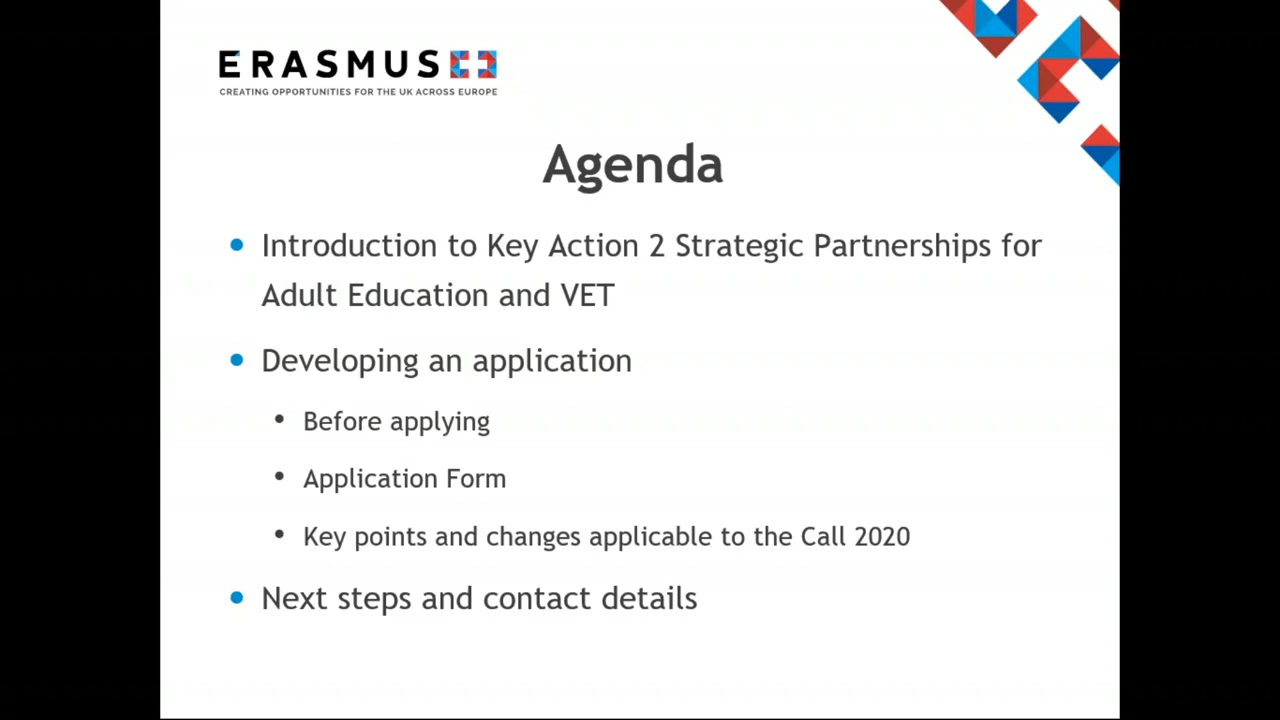 ERASMUS+
CREATING OPPORTUNITIES FOR THE UK ACROSS EUROPE
Agenda
• Introduction to Key Action 2 Strategic Partnerships for
Adult Education and VET
• Developing an application
• Before applying
• Application Form
• Key points and changes applicable to the Call 2020
• Next steps and contact details